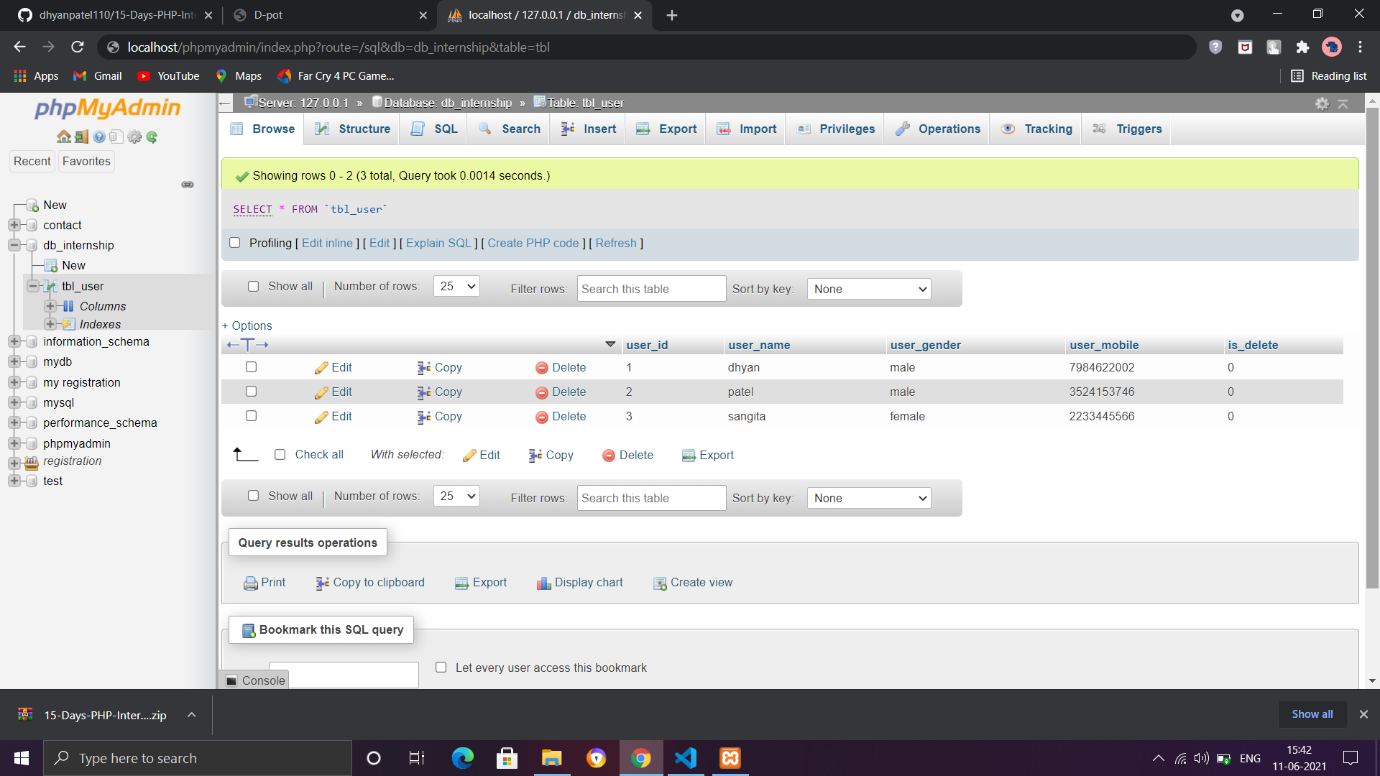 dhyanpatel110/15-Days-PHP-Int
D-pot
localhost / 127.0.0.1 / db_interns
localhost/phpmyadmin/index.php?route=/sql&db=db_internship&table=tbl
Apps Gmail YouTube Maps Far Cry 4 PC Game... Reading list
phpMyAdmin
Recent Favorites
New
contact
db_internship
New
tbl_user
Columns
Indexes
information_schema
mydb
my registration
mysql
performance_schema
phpmyadmin
registration
test
Server: 127.0.0.1 » Database: db_internship » Table: tbl_user
Browse Structure SQL Search Insert Export Import Privileges Operations Tracking Triggers
Showing rows 0 - 2 (3 total, Query took 0.0014 seconds.)
SELECT * FROM `tbl_user`
Profiling [ Edit inline ] [ Edit ] [ Explain SQL ] [ Create PHP code ] [ Refresh ]
Show all | Number of rows: 25 Filter rows: Search this table Sort by key: None
+ Options
←T→ user_id user_name user_gender user_mobile is_delete
Edit Copy Delete 1 dhyan male 7984622002 0
Edit Copy Delete 2 patel male 3524153746 0
Edit Copy Delete 3 sangita female 2233445566 0
Check all With selected: Edit Copy Delete Export
Show all | Number of rows: 25 Filter rows: Search this table Sort by key: None
Query results operations
Print Copy to clipboard Export Display chart Create view
Bookmark this SQL query
Let every user access this bookmark
Console
15-Days-PHP-Inter....zip
Show all
Type here to search
ENG
15:42
11-06-2021